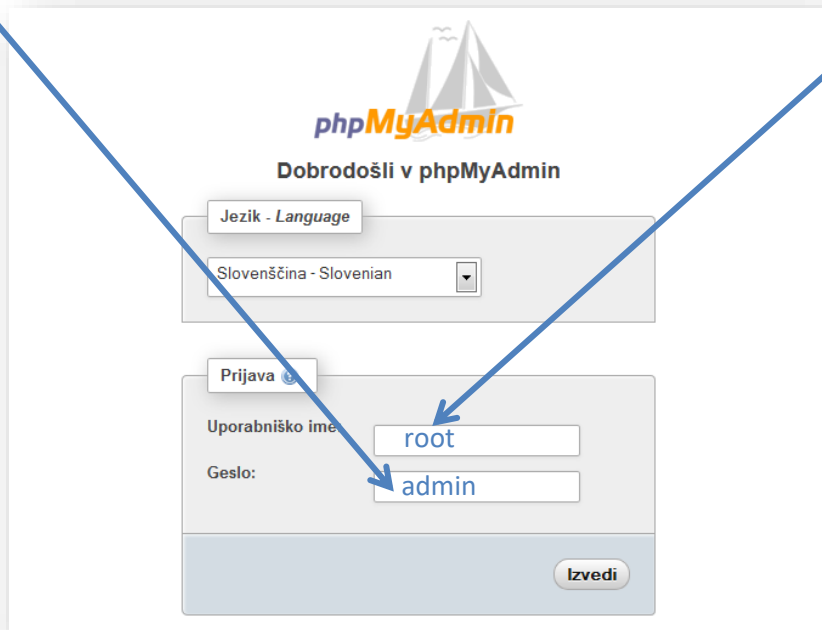 phpMyAdmin
Dobrodošli v phpMyAdmin
Jezik - Language
Slovenščina - Slovenian
Prijava
Uporabniško ime:
root
Geslo:
admin
Izvedi